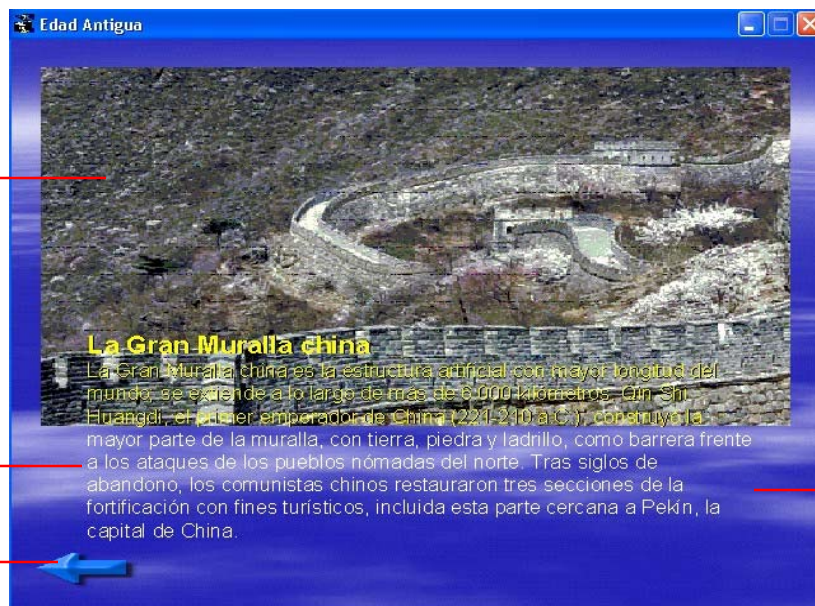 Edad Antigua
La Gran Muralla china
La Gran Muralla china es la estructura artificial con mayor longitud del
mundo; se extiende a lo largo de más de 6.000 kilómetros. Qin Shi
Huangdi, el primer emperador de China (221-210 a.C.), construyó la
mayor parte de la muralla, con tierra, piedra y ladrillo, como barrera frente
a los ataques de los pueblos nómadas del norte. Tras siglos de
abandono, los comunistas chinos restauraron tres secciones de la
fortificación con fines turísticos, incluida esta parte cercana a Pekín, la
capital de China.